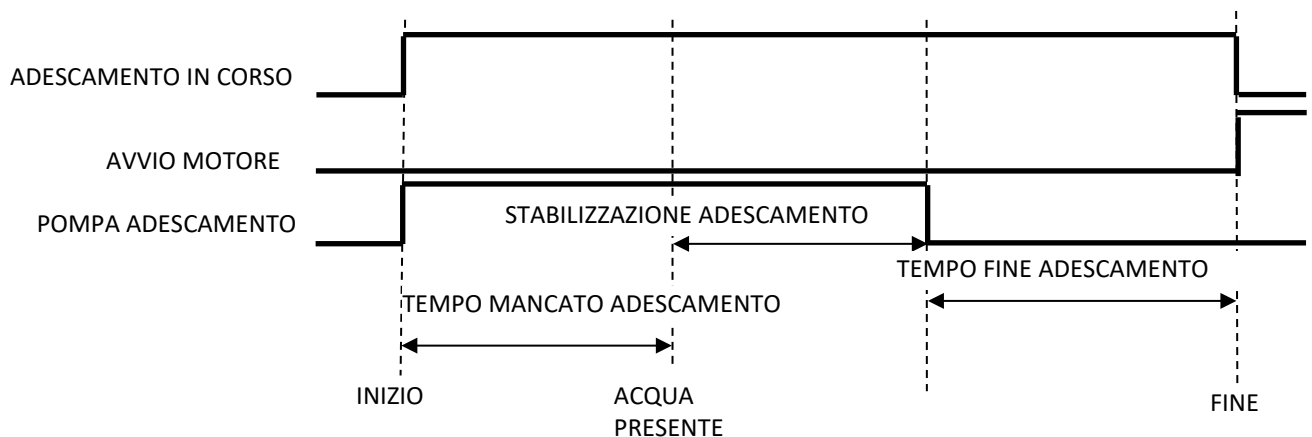 ADESCAMENTO IN CORSO
AVVIO MOTORE
POMPA ADESCAMENTO
STABILIZZAZIONE ADESCAMENTO
TEMPO FINE ADESCAMENTO
TEMPO MANCATO ADESCAMENTO
INIZIO
ACQUA
PRESENTE
FINE